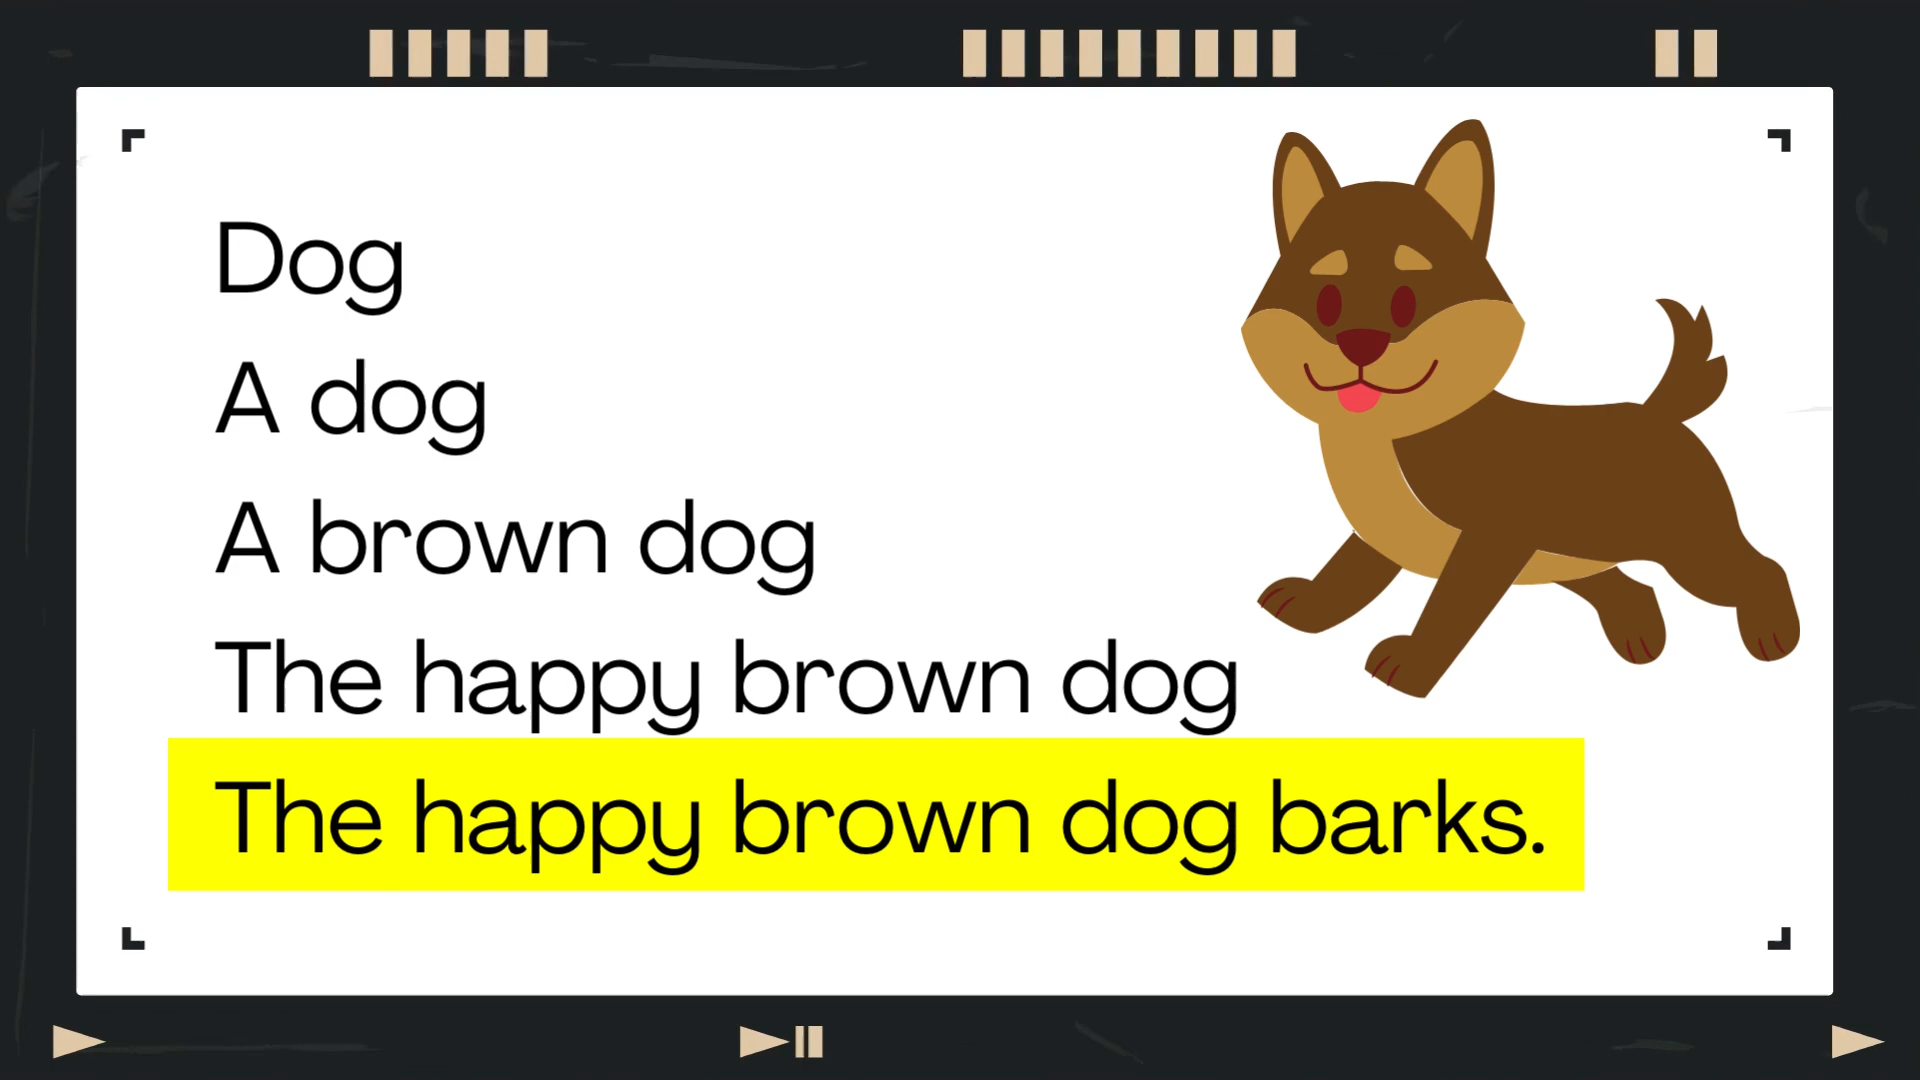 Dog
A dog
A brown dog
The happy brown dog
The happy brown dog barks.